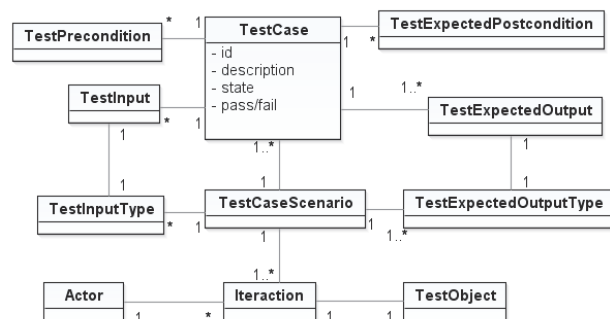 TestPrecondition
*
1
TestCase
- id
- description
- state
- pass/fail
1
*
TestExpectedPostcondition
TestInput
*
1
1
1..*
TestExpectedOutput
1
1
1..*
1
1
1
TestInputType
*
1
TestCaseScenario
1
1..*
TestExpectedOutputType
1
1..*
Actor
1
*
Iteraction
1
1
TestObject